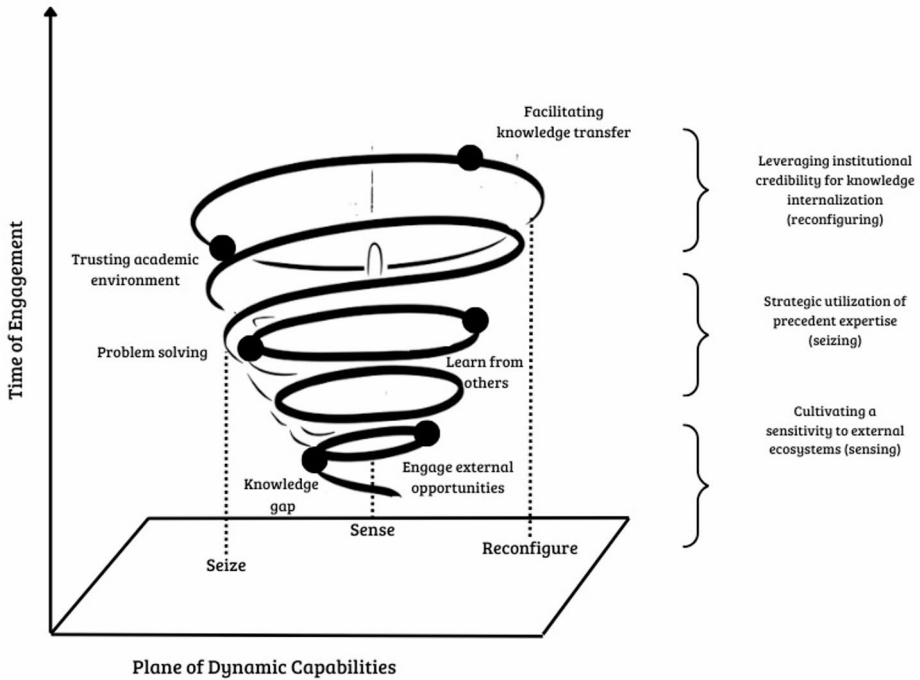 Facilitating
knowledge transfer
Leveraging institutional
credibility for knowledge
internalization
(reconfiguring)
Time of Engagement
Trusting academic
environment
Strategic utilization of
precedent expertise
(seizing)
Problem solving
Learn from
others
Cultivating a
sensitivity to external
ecosystems (sensing)
Engage external
opportunities
Knowledge
gap
Sense
Reconfigure
Seize
Plane of Dynamic Capabilities